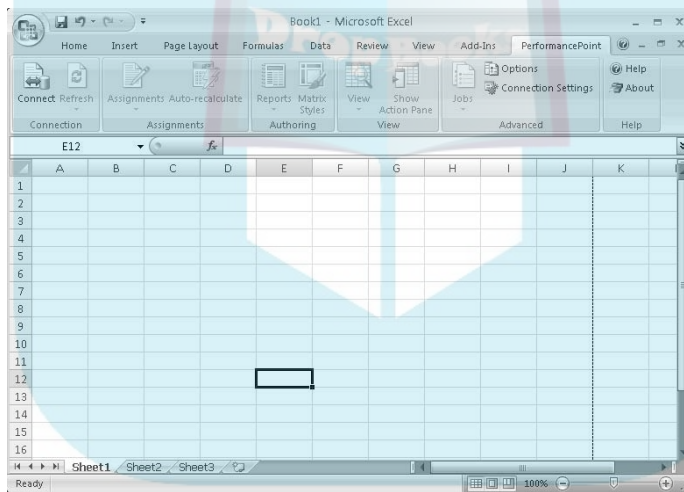 Book1 - Microsoft Excel
Home Insert Page Layout Formulas Data Review View Add-Ins PerformancePoint
Connect Refresh Assignments Auto-recalculate Reports Matrix Styles View Show Action Pane Jobs Options Connection Settings Help About
Connection Assignments Authoring View Advanced Help
E12 fx
A B C D E F G H I J K
1
2
3
4
5
6
7
8
9
10
11
12
13
14
15
16
Sheet1 Sheet2 Sheet3
Ready 100%